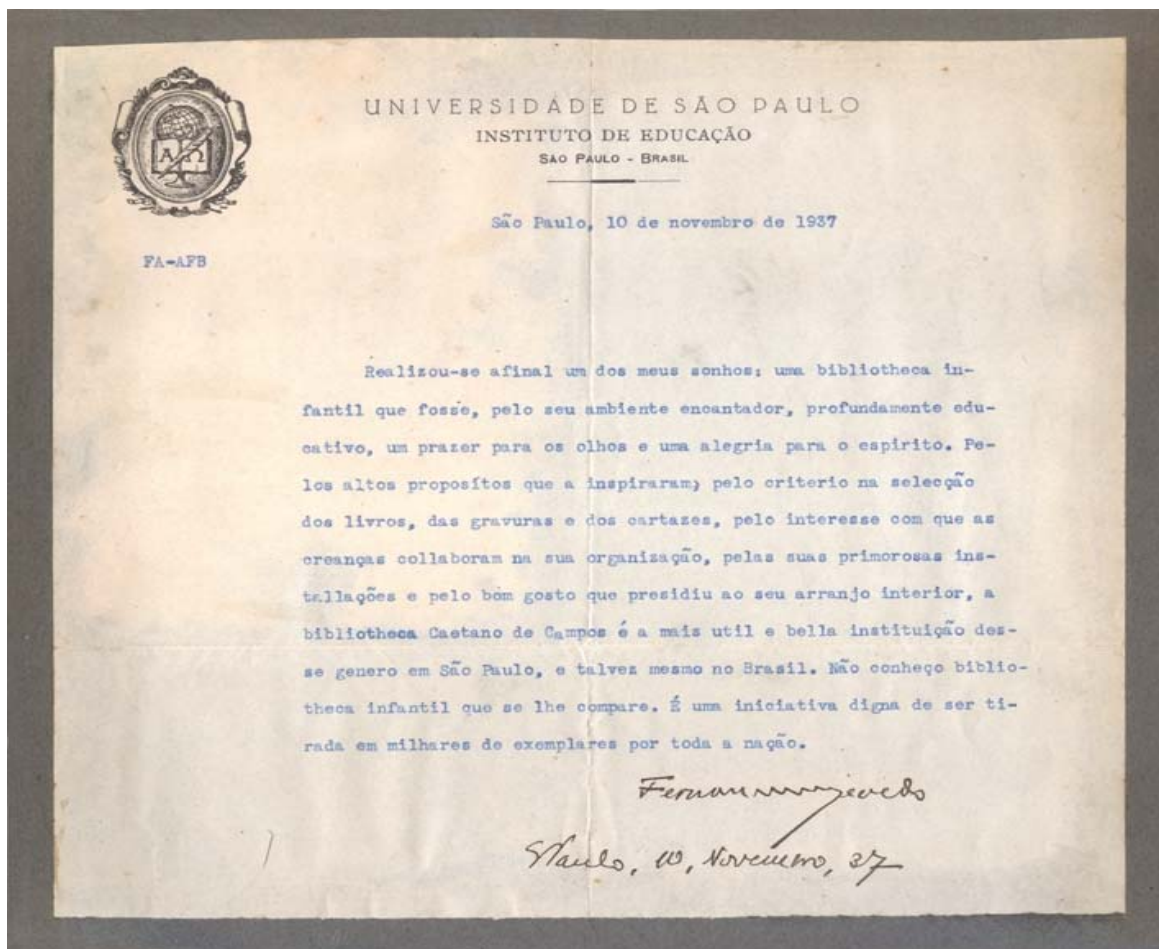 UNIVERSIDADE DE SÃO PAULO
INSTITUTO DE EDUCAÇÃO
SÃO PAULO - BRASIL
A Ω
São Paulo, 10 de novembro de 1937
FA-AFB
Realizou-se afinal um dos meus sonhos: uma bibliotheca in-
fantil que fosse, pelo seu ambiente encantador, profundamente edu-
cativo, um prazer para os olhos e uma alegria para o espirito. Pe-
los altos propositos que a inspiraram, pelo criterio na selecção
dos livros, das gravuras e dos cartazes, pelo interesse com que as
creanças collaboram na sua organização, pelas suas primorosas ins-
tallações e pelo bom gosto que presidiu ao seu arranjo interior, a
bibliotheca Caetano de Campos é a mais util e bella instituição des-
se genero em São Paulo, e talvez mesmo no Brasil. Não conheço biblio-
theca infantil que se lhe compare. É uma iniciativa digna de ser ti-
rada em milhares de exemplares por toda a nação.
SPaulo, 10, Novembro, 37